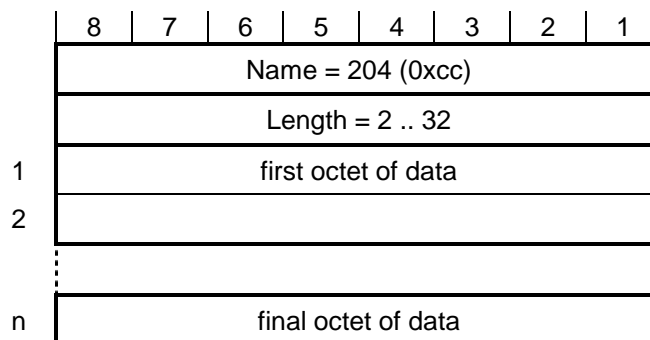 8 7 6 5 4 3 2 1
Name = 204 (0xcc)
Length = 2 .. 32
1 first octet of data
2
n final octet of data